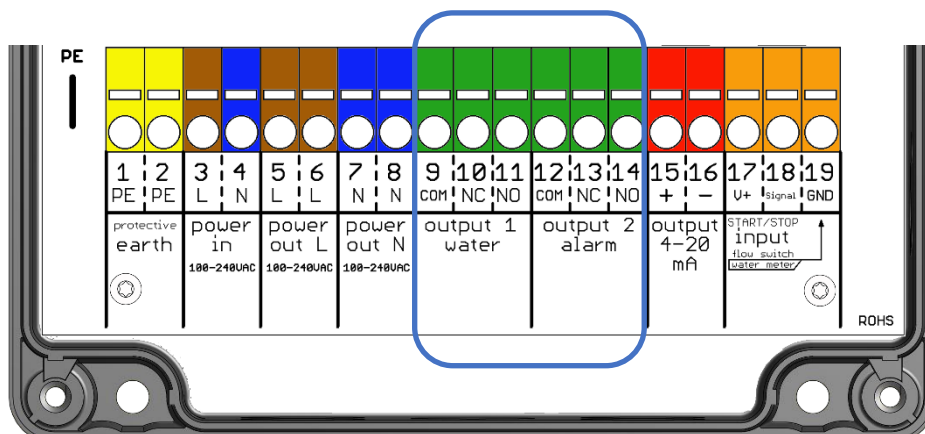 PE
1 2 3 4 5 6 7 8 9 10 11 12 13 14 15 16 17 18 19
PE PE L N L L N N COM NC NO COM NC NO + - V+ Signal GND
protective
earth
power
in
100-240VAC
power
out L
100-240VAC
power
out N
100-240VAC
output 1
water
output 2
alarm
output
4-20
mA
START/STOP
input
flow switch
water meter
ROHS